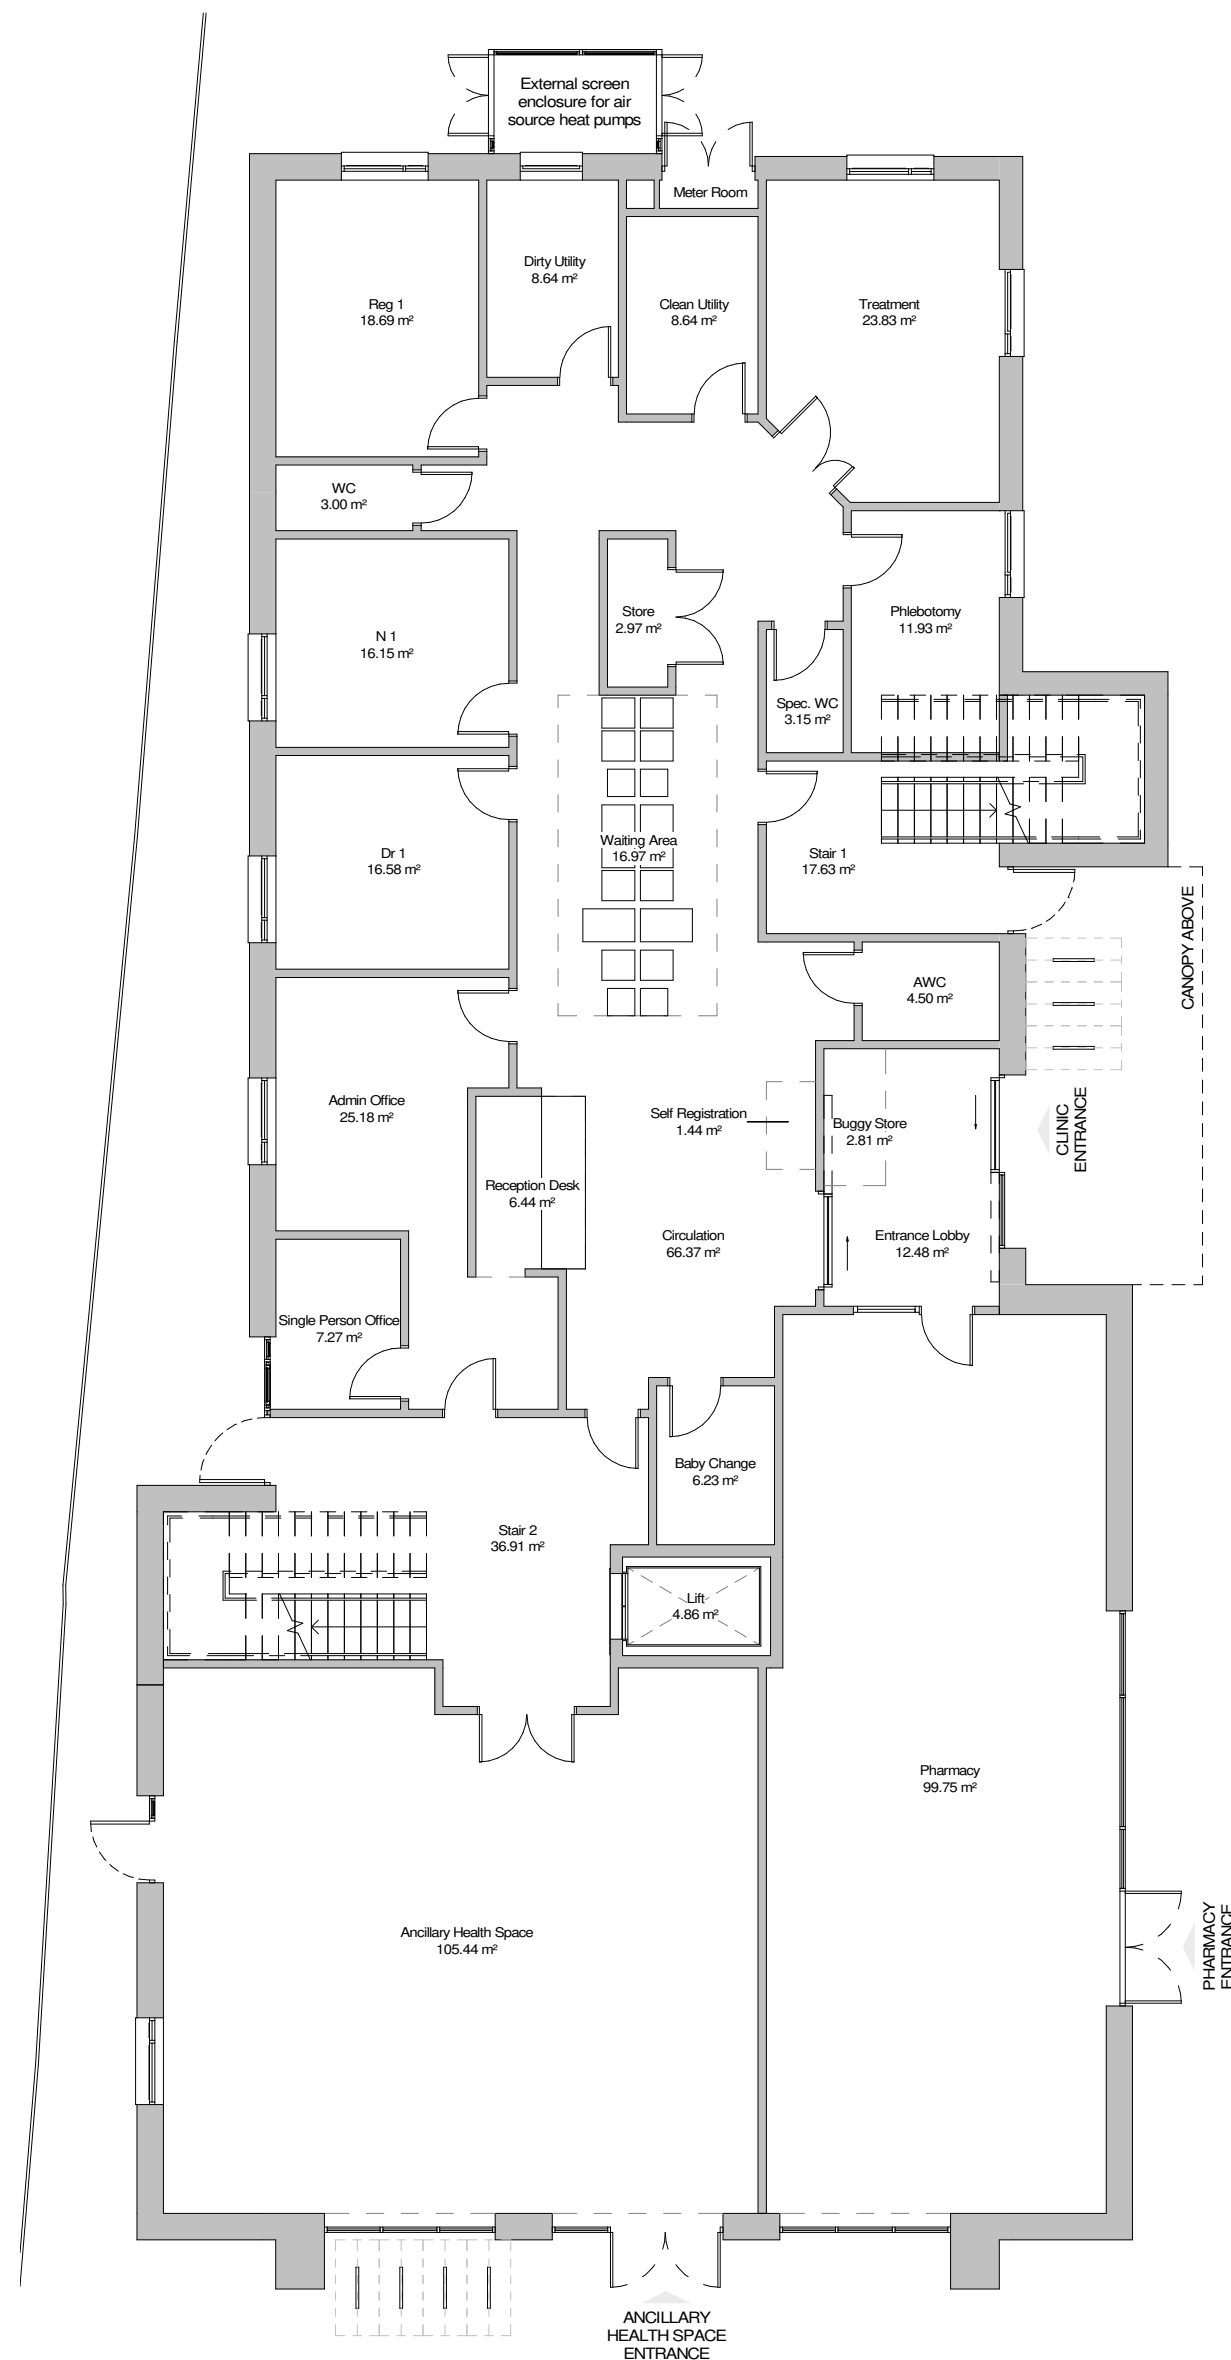 External screen
enclosure for air
source heat pumps
Meter Room
Dirty Utility
8.64 m²
Reg 1
18.69 m²
Clean Utility
8.64 m²
Treatment
23.83 m²
WC
3.00 m²
Store
2.97 m²
Phlebotomy
11.93 m²
N 1
16.15 m²
Spec. WC
3.15 m²
Waiting Area
16.97 m²
Dr 1
16.58 m²
Stair 1
17.63 m²
CANOPY ABOVE
AWC
4.50 m²
Admin Office
25.18 m²
Self Registration
1.44 m²
Buggy Store
2.81 m²
CLINIC
ENTRANCE
Reception Desk
6.44 m²
Circulation
66.37 m²
Entrance Lobby
12.48 m²
Single Person Office
7.27 m²
Baby Change
6.23 m²
Stair 2
36.91 m²
Lift
4.86 m²
Pharmacy
99.75 m²
Ancillary Health Space
105.44 m²
PHARMACY
ENTRANCE
ANCILLARY
HEALTH SPACE
ENTRANCE